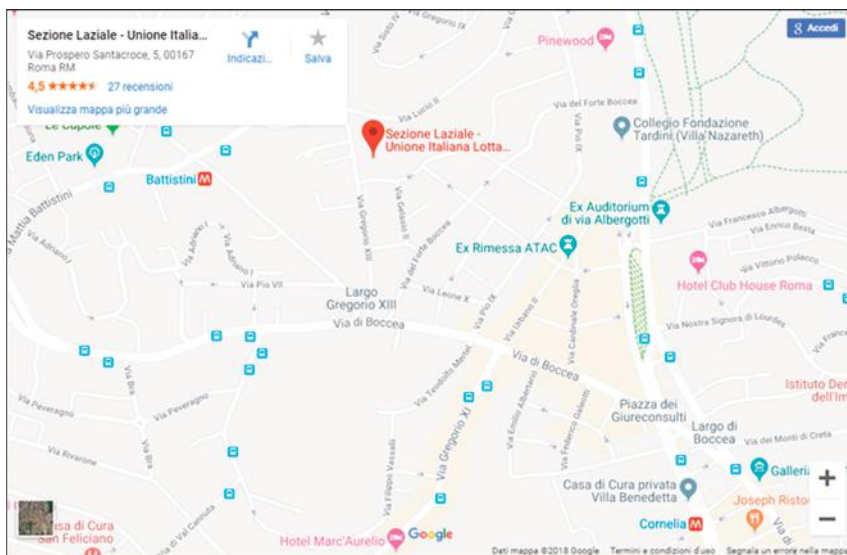 Sezione Laziale - Unione Italia...
Via Prospero Santacroce, 5, 00167
Roma RM
4,5
27 recensioni
Visualizza mappa più grande
Indicazi...
Salva
Accedi
Via Sisto IV
Via Gregorio IX
Pinewood
Via Lucio II
Via del Forte Boccea
Via Pio IX
Le Cupole
Eden Park
Battistini
Sezione Laziale -
Unione Italiana Lotta...
Collegio Fondazione
Tardini (Villa Nazareth)
Via Mattia Battistini
Via Adriano I
Via Adriano I
Via Adriano I
Via Gregorio XIII
Via Gelasio II
Via del Forte Boccea
Ex Auditorium
di via Albergotti
Ex Rimessa ATAC
Via Francesco Albergotti
Via Enrico Besta
Via Vittorio Polacco
Hotel Club House Roma
Via Pio VII
Largo
Gregorio XIII
Via Leone X
Via Pio IX
Via Urbano II
Via Cardinale Oreglia
Via Nostra Signora di Lourdes
Via di Boccea
Via di Boccea
Via Teodolfo Mertel
Via Bra
Via Bra
Via Peveragno
Via Peveragno
Via Rivarone
Via Emilio Albertario
Via Federico Galeotti
Via Gregorio XI
Via Filippo Vassalli
Piazza dei
Giureconsulti
Largo di
Boccea
Istituto Der
dell'Im
Via dei Monti di Creta
Galleria
Casa di Cura privata
Villa Benedetta
Joseph Risto
Cornelia
Casa di Cura
San Feliciano
Via di Val Cannuta
Hotel Marc'Aurelio
Google
Dati mappa ©2018 Google
Termini e condizioni d'uso
Segnala un errore nella mappa